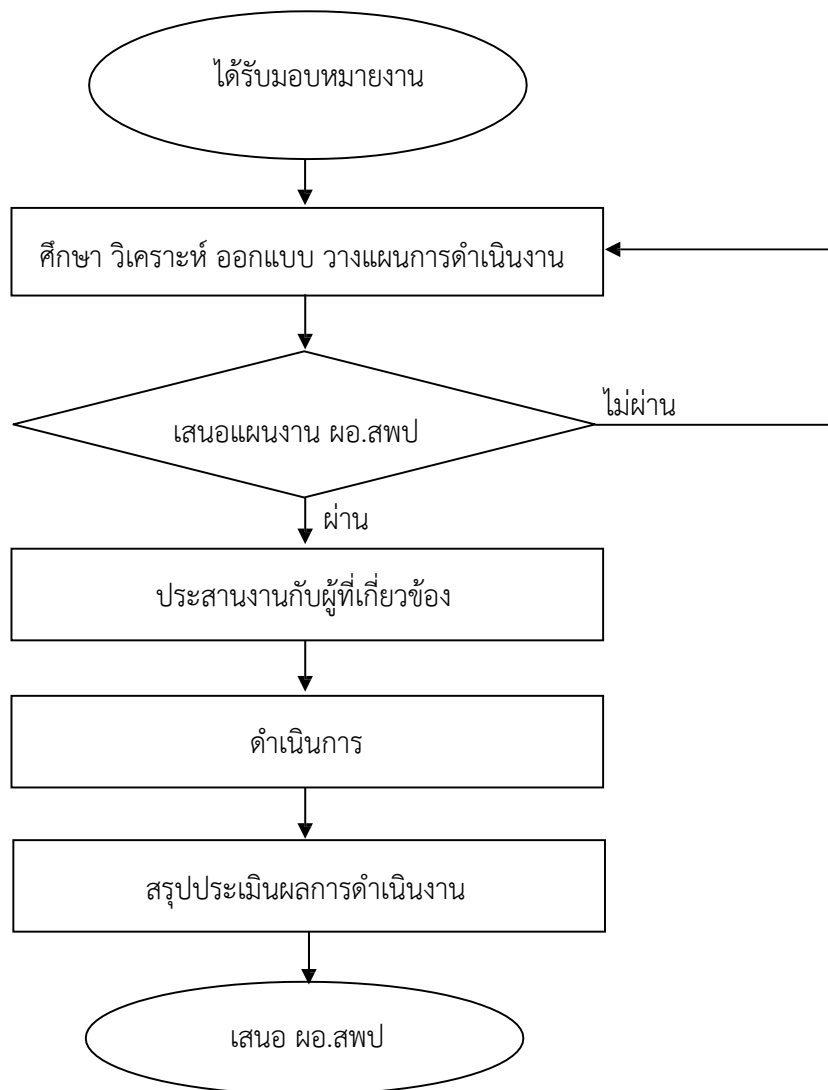 ได้รับมอบหมายงาน
ศึกษา วิเคราะห์ ออกแบบ วางแผนการดำเนินงาน
เสนอแผนงาน ผอ.สพป
ไม่ผ่าน
ผ่าน
ประสานงานกับผู้ที่เกี่ยวข้อง
ดำเนินการ
สรุปประเมินผลการดำเนินงาน
เสนอ ผอ.สพป